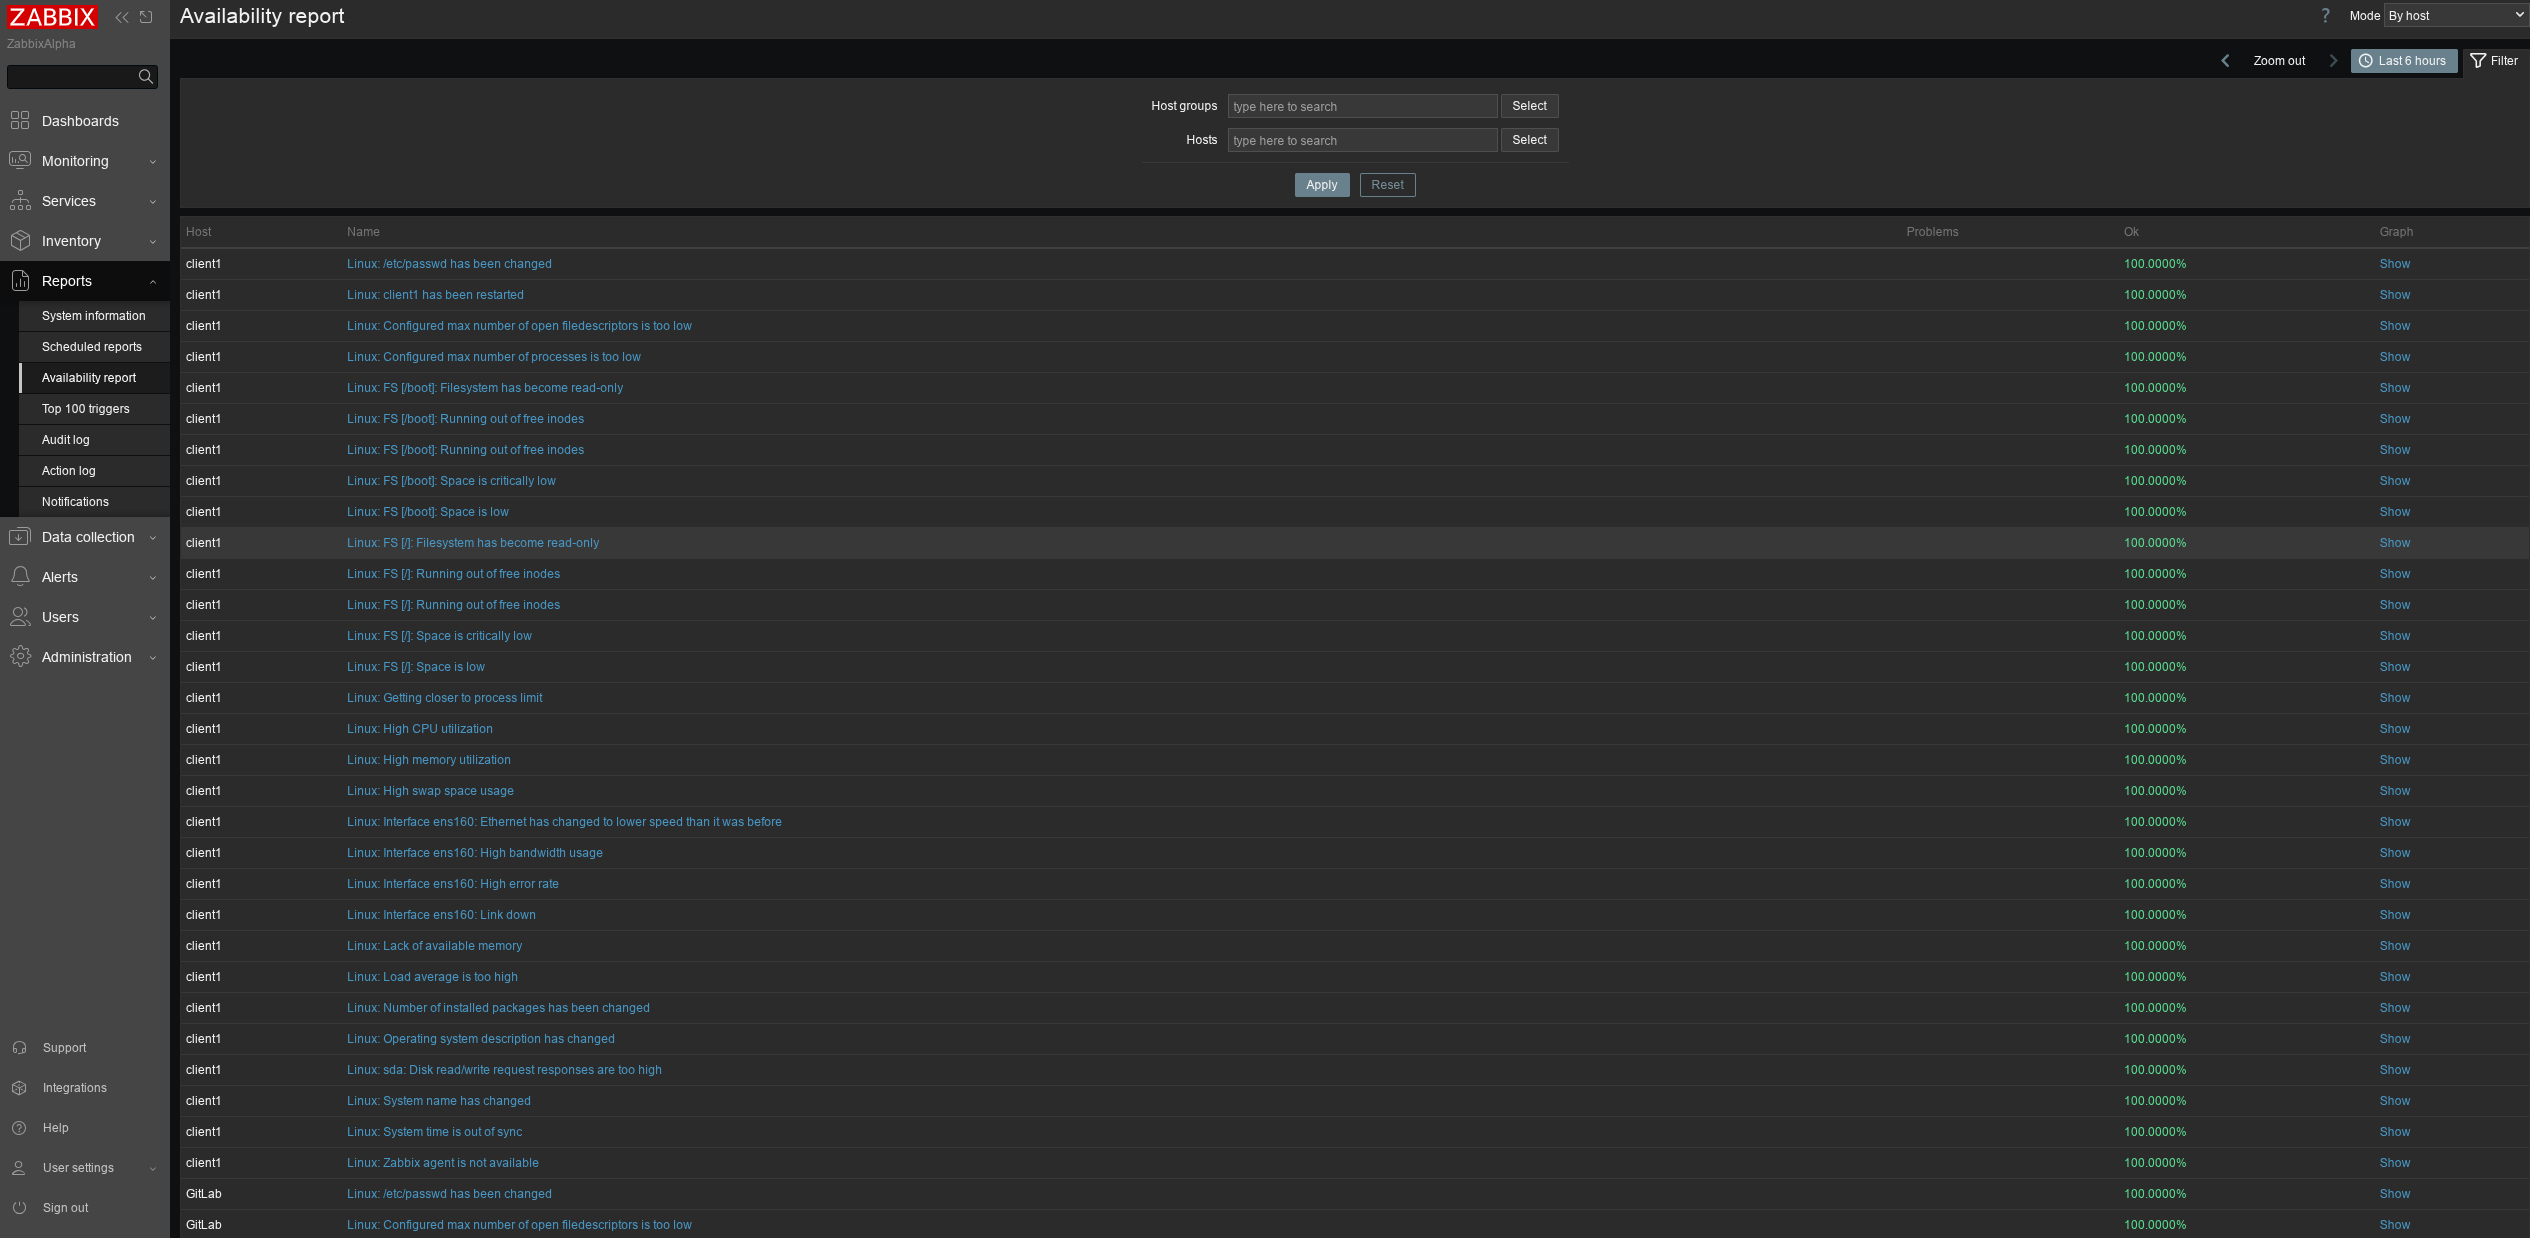 ZABBIX
ZabbixAlpha
Dashboards
Monitoring
Services
Inventory
Reports
System information
Scheduled reports
Availability report
Top 100 triggers
Audit log
Action log
Notifications
Data collection
Alerts
Users
Administration
Support
Integrations
Help
User settings
Sign out
Availability report
? Mode By host
Zoom out Last 6 hours Filter
Host groups type here to search Select
Hosts type here to search Select
Apply Reset
Host Name Problems Ok Graph
client1 Linux: /etc/passwd has been changed 100.0000% Show
client1 Linux: client1 has been restarted 100.0000% Show
client1 Linux: Configured max number of open filedescriptors is too low 100.0000% Show
client1 Linux: Configured max number of processes is too low 100.0000% Show
client1 Linux: FS [/boot]: Filesystem has become read-only 100.0000% Show
client1 Linux: FS [/boot]: Running out of free inodes 100.0000% Show
client1 Linux: FS [/boot]: Running out of free inodes 100.0000% Show
client1 Linux: FS [/boot]: Space is critically low 100.0000% Show
client1 Linux: FS [/boot]: Space is low 100.0000% Show
client1 Linux: FS [/]: Filesystem has become read-only 100.0000% Show
client1 Linux: FS [/]: Running out of free inodes 100.0000% Show
client1 Linux: FS [/]: Running out of free inodes 100.0000% Show
client1 Linux: FS [/]: Space is critically low 100.0000% Show
client1 Linux: FS [/]: Space is low 100.0000% Show
client1 Linux: Getting closer to process limit 100.0000% Show
client1 Linux: High CPU utilization 100.0000% Show
client1 Linux: High memory utilization 100.0000% Show
client1 Linux: High swap space usage 100.0000% Show
client1 Linux: Interface ens160: Ethernet has changed to lower speed than it was before 100.0000% Show
client1 Linux: Interface ens160: High bandwidth usage 100.0000% Show
client1 Linux: Interface ens160: High error rate 100.0000% Show
client1 Linux: Interface ens160: Link down 100.0000% Show
client1 Linux: Lack of available memory 100.0000% Show
client1 Linux: Load average is too high 100.0000% Show
client1 Linux: Number of installed packages has been changed 100.0000% Show
client1 Linux: Operating system description has changed 100.0000% Show
client1 Linux: sda: Disk read/write request responses are too high 100.0000% Show
client1 Linux: System name has changed 100.0000% Show
client1 Linux: System time is out of sync 100.0000% Show
client1 Linux: Zabbix agent is not available 100.0000% Show
GitLab Linux: /etc/passwd has been changed 100.0000% Show
GitLab Linux: Configured max number of open filedescriptors is too low 100.0000% Show